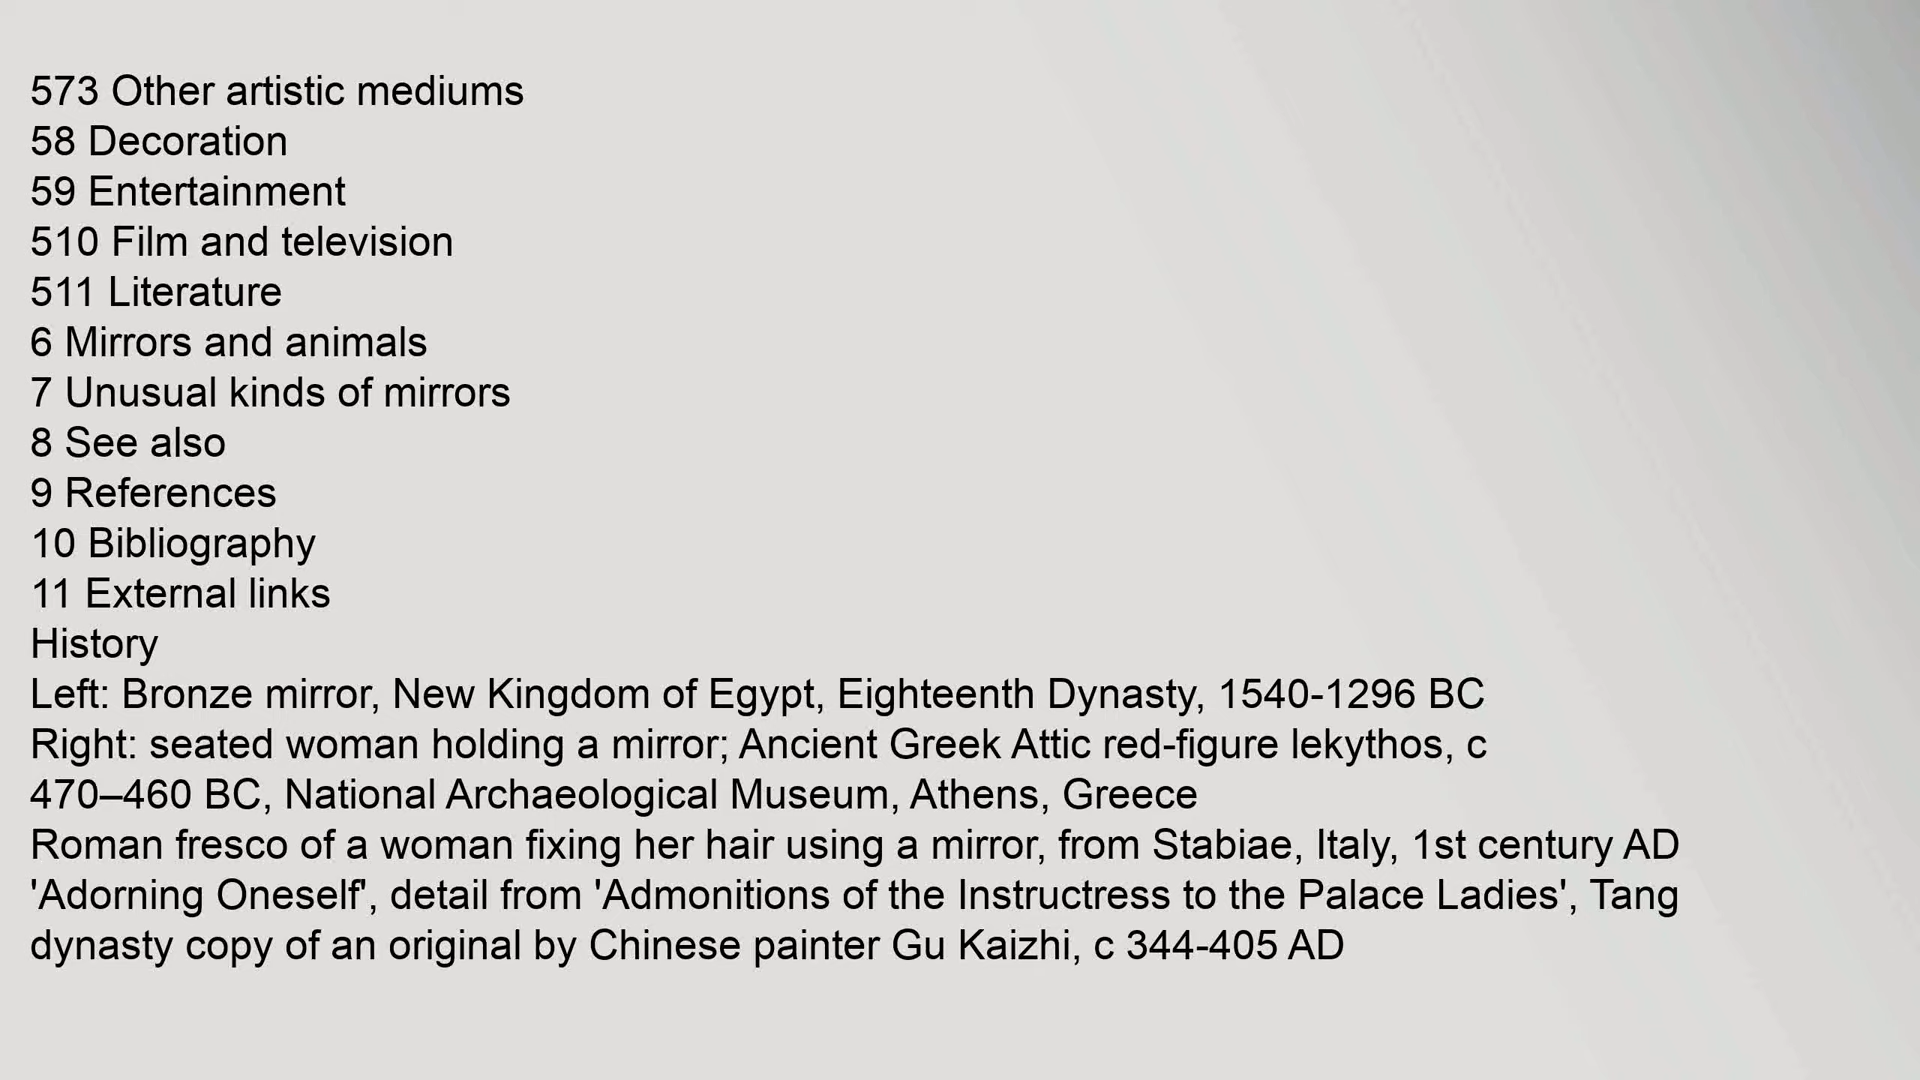 573 Other artistic mediums
58 Decoration
59 Entertainment
510 Film and television
511 Literature
6 Mirrors and animals
7 Unusual kinds of mirrors
8 See also
9 References
10 Bibliography
11 External links
History
Left: Bronze mirror, New Kingdom of Egypt, Eighteenth Dynasty, 1540-1296 BC
Right: seated woman holding a mirror; Ancient Greek Attic red-figure lekythos, c
470–460 BC, National Archaeological Museum, Athens, Greece
Roman fresco of a woman fixing her hair using a mirror, from Stabiae, Italy, 1st century AD
'Adorning Oneself', detail from 'Admonitions of the Instructress to the Palace Ladies', Tang
dynasty copy of an original by Chinese painter Gu Kaizhi, c 344-405 AD